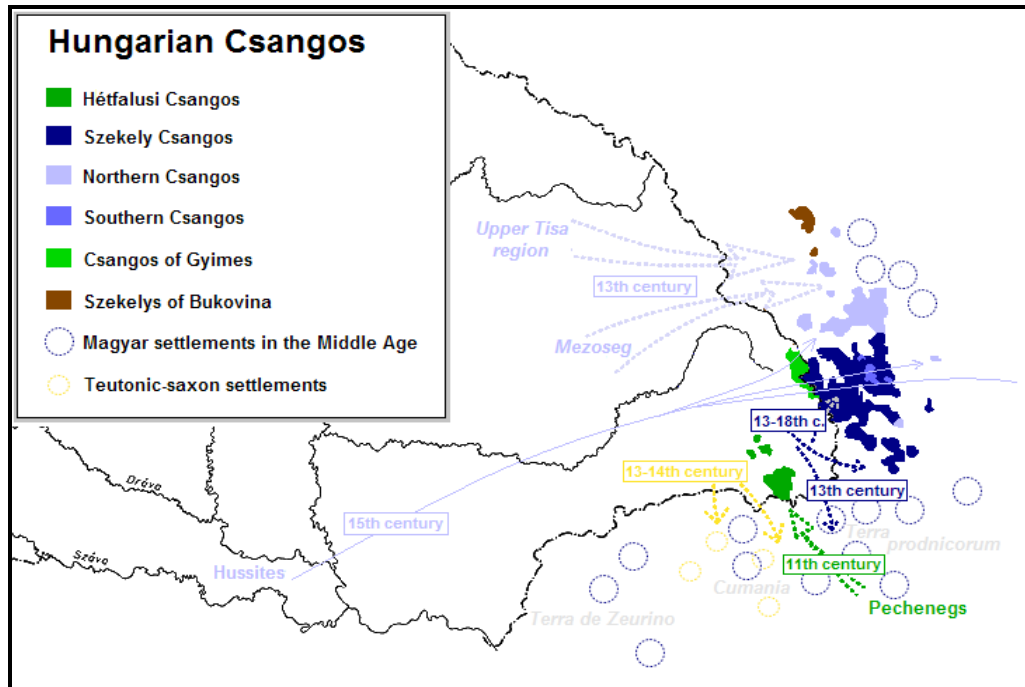 Hungarian Csangos
Hétfalusi Csangos
Szekely Csangos
Northern Csangos
Southern Csangos
Csangos of Gyimes
Szekelys of Bukovina
Magyar settlements in the Middle Age
Teutonic-saxon settlements
Upper Tisa
region
13th century
Mezoseg
13-18th c.
13-14th century
13th century
Dráva
15th century
Terra
prodnicorum
Száva
11th century
Hussites
Cumania
Pechenegs
Terra de Zeurino